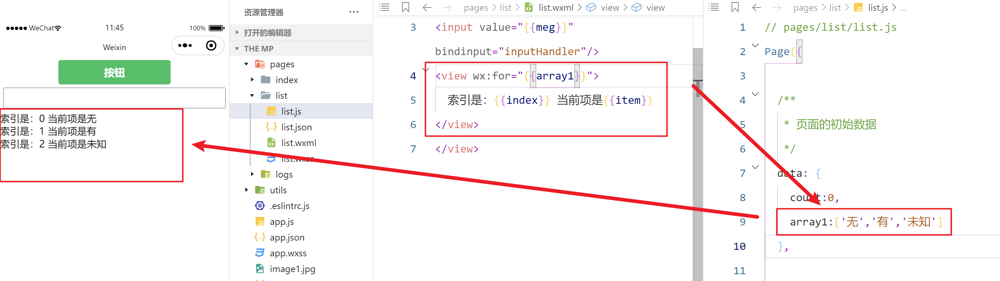 WeChat 11:45 100%
Weixin
按钮
索引是：0 当前项是无
索引是：1 当前项是有
索引是：2 当前项是未知
资源管理器 ...
打开的编辑器
THE MP
pages
index
list
list.js
list.json
list.wxml
list.wxss
logs
utils
.eslintrc.js
app.js
app.json
app.wxss
image1.jpg
pages > list > list.wxml > view > view
3 <input value="{{meg}}"
bindinput="inputHandler"/>
4 <view wx:for="{{array1}}">
5 索引是：{{index}} 当前项是{{item}}
6 </view>
7 </view>
pages > list > JS list.js > ...
1 // pages/list/list.js
2 Page({
3
4 /**
5 * 页面的初始数据
6 */
7 data: {
8 count:0,
9 array1:['无','有','未知']
10 },
11